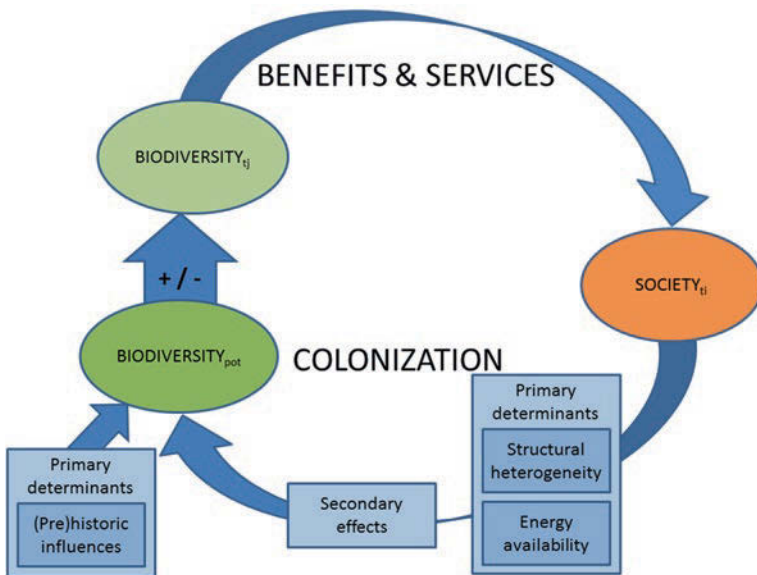 BENEFITS & SERVICES
BIODIVERSITYtj
+ / -
SOCIETYti
BIODIVERSITYpot
COLONIZATION
Primary
determinants
Structural
heterogeneity
Energy
availability
Secondary
effects
Primary
determinants
(Pre)historic
influences